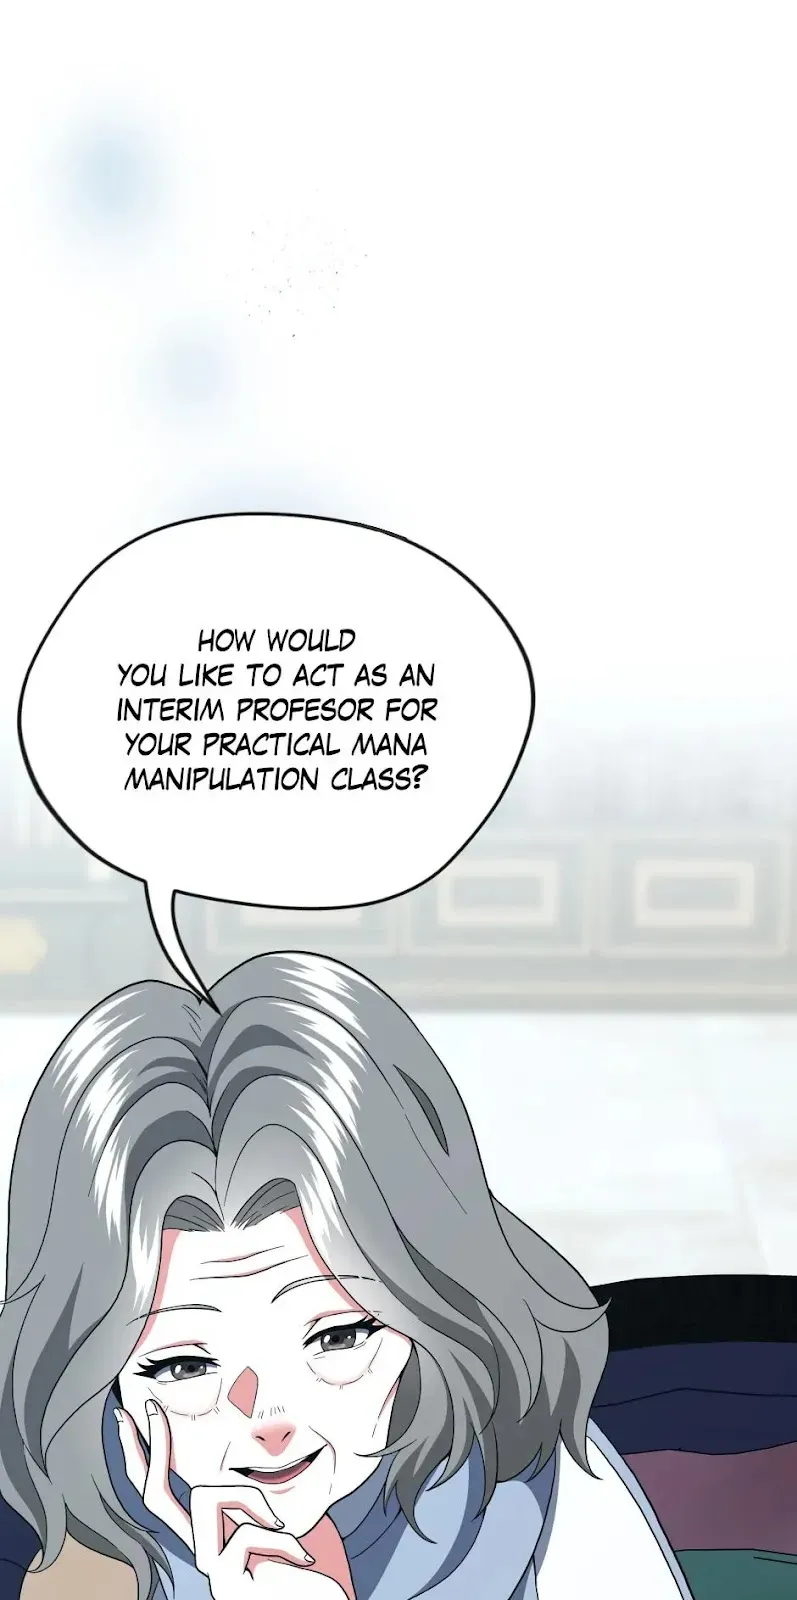 HOW WOULD
YOU LIKE TO ACT AS AN
INTERIM PROFESOR FOR
YOUR PRACTICAL MANA
MANIPULATION CLASS?